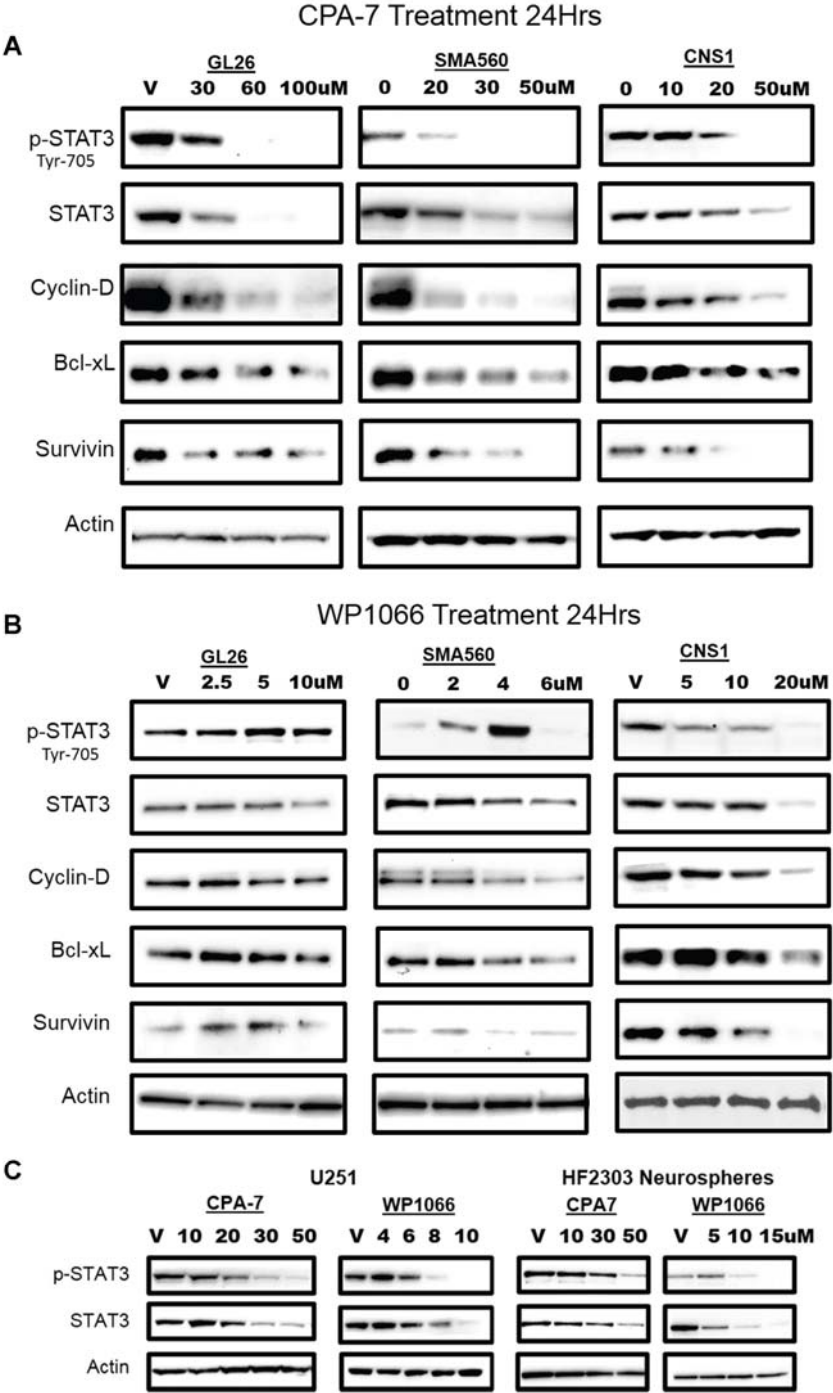 CPA-7 Treatment 24Hrs
A
GL26 SMA560 CNS1
V 30 60 100uM 0 20 30 50uM 0 10 20 50uM
p-STAT3
Tyr-705
STAT3
Cyclin-D
Bcl-xL
Survivin
Actin
B
WP1066 Treatment 24Hrs
GL26 SMA560 CNS1
V 2.5 5 10uM 0 2 4 6uM V 5 10 20uM
p-STAT3
Tyr-705
STAT3
Cyclin-D
Bcl-xL
Survivin
Actin
C
U251 HF2303 Neurospheres
CPA-7 WP1066 CPA7 WP1066
V 10 20 30 50 V 4 6 8 10 V 10 30 50 V 5 10 15uM
p-STAT3
STAT3
Actin